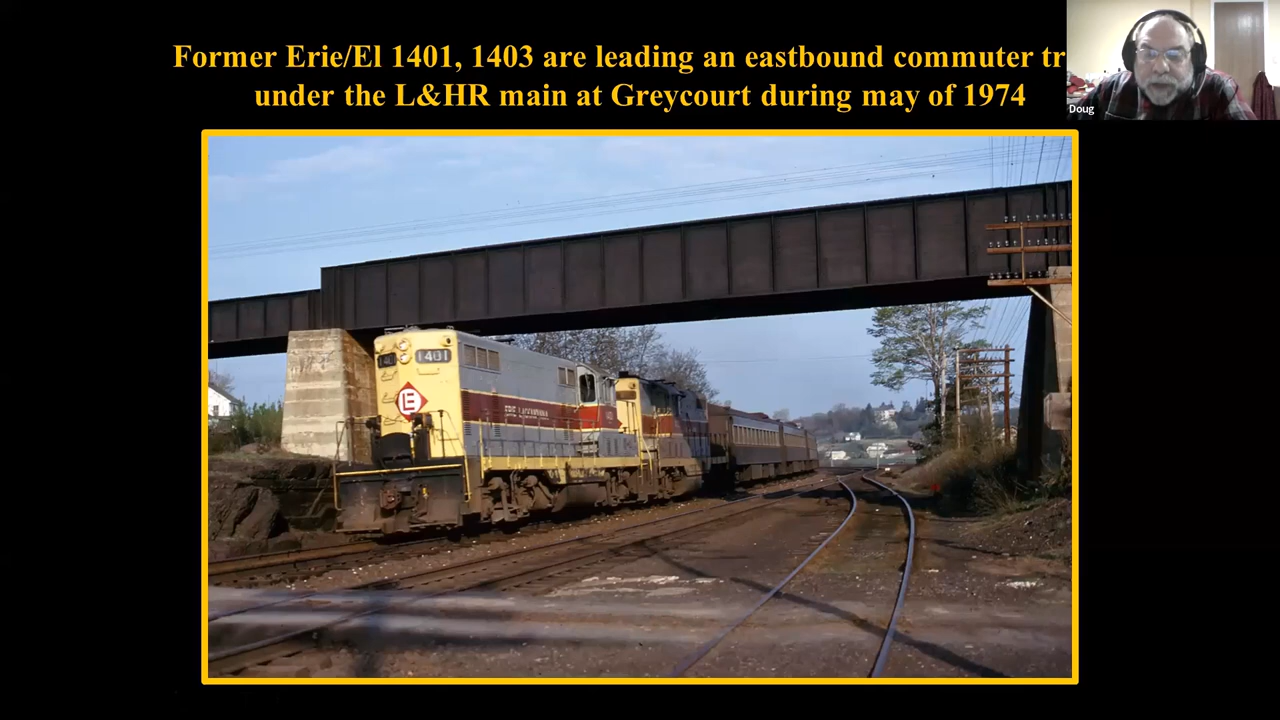 Former Erie/El 1401, 1403 are leading an eastbound commuter tr
under the L&HR main at Greycourt during may of 1974
Doug
1401
E
ERIE LACKAWANNA